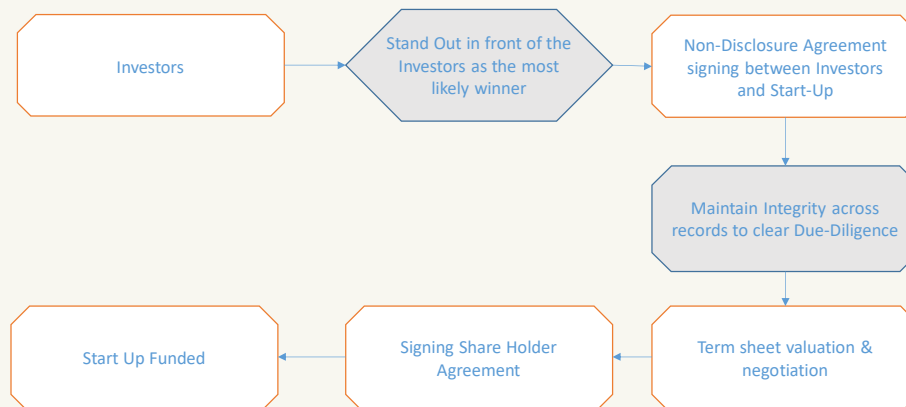 Investors
Stand Out in front of the
Investors as the most
likely winner
Non-Disclosure Agreement
signing between Investors
and Start-Up
Maintain Integrity across
records to clear Due-Diligence
Term sheet valuation &
negotiation
Signing Share Holder
Agreement
Start Up Funded